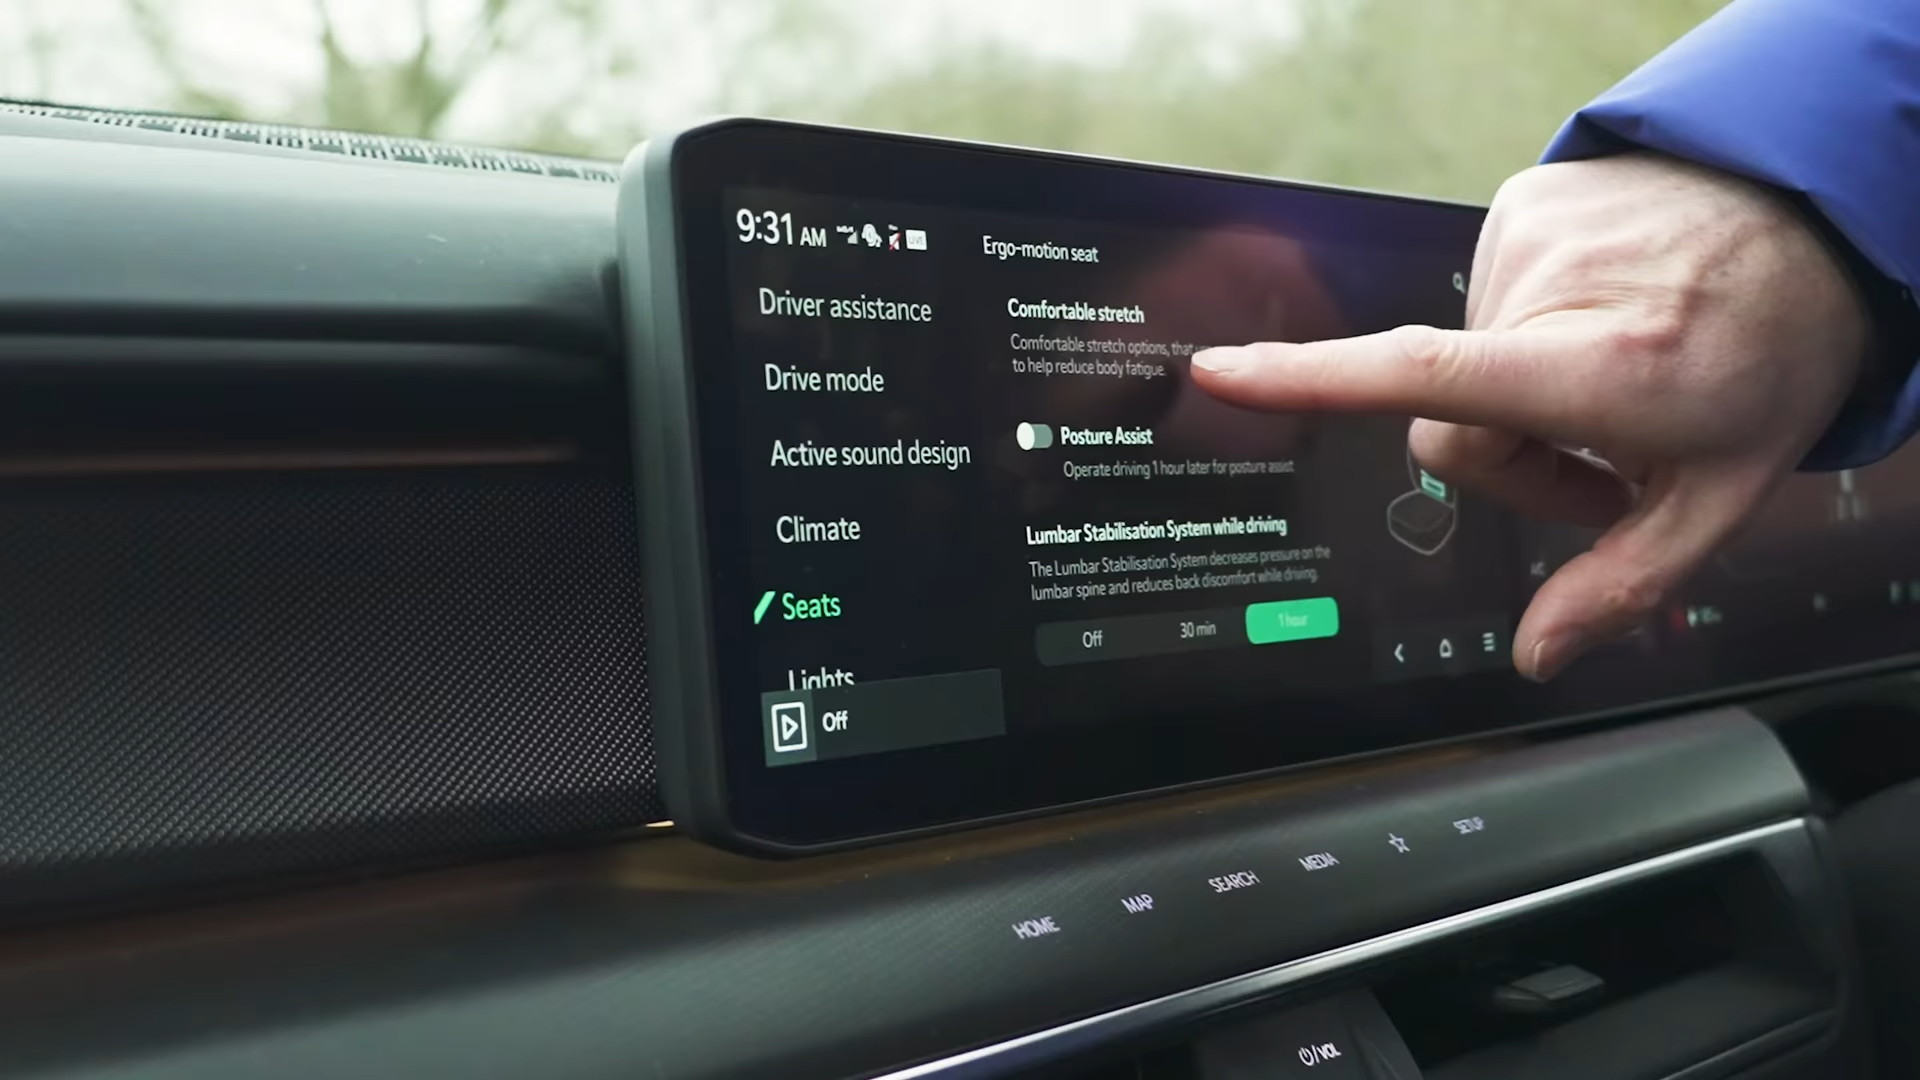 9:31 AM
LIVE
Ergo-motion seat
Driver assistance
Drive mode
Active sound design
Climate
Seats
Lights
Off
Comfortable stretch
Comfortable stretch options, that
to help reduce body fatigue.
Posture Assist
Operate driving 1 hour later for posture assist
Lumbar Stabilisation System while driving
The Lumbar Stabilisation System decreases pressure on the
lumbar spine and reduces back discomfort while driving.
Off 30 min 1 hour
HOME MAP SEARCH MEDIA SETUP
/VOL